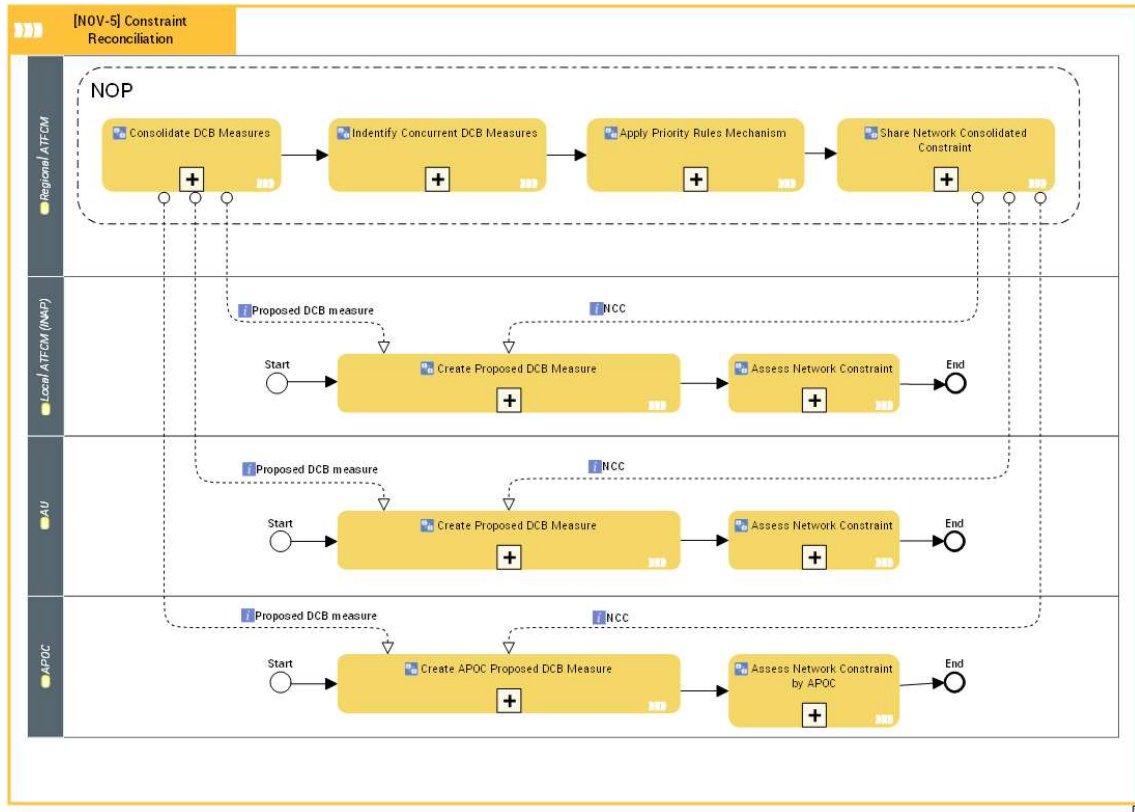 [NOV-5] Constraint
Reconciliation
Regional ATFCM
NOP
Consolidate DCB Measures
Indentify Concurrent DCB Measures
Apply Priority Rules Mechanism
Share Network Consolidated
Constraint
Local ATFCM (INAP)
Proposed DCB measure
NCC
Start
Create Proposed DCB Measure
Assess Network Constraint
End
AU
Proposed DCB measure
NCC
Start
Create Proposed DCB Measure
Assess Network Constraint
End
APOC
Proposed DCB measure
NCC
Start
Create APOC Proposed DCB Measure
Assess Network Constraint
by APOC
End